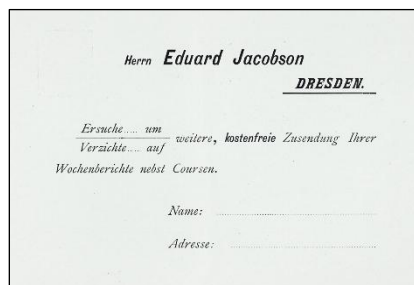 Herrn Eduard Jacobson
DRESDEN.
Ersuche.... um
Verzichte.... auf
weitere, kostenfreie Zusendung Ihrer
Wochenberichte nebst Coursen.
Name:
Adresse: